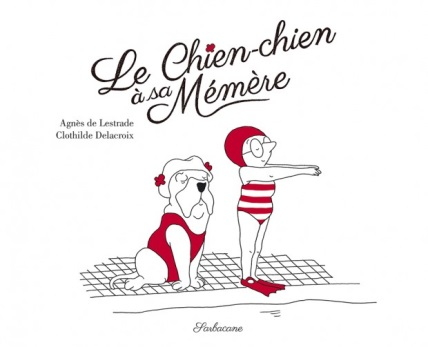 Le Chien-chien
à sa Mémère
Agnès de Lestrade
Clothilde Delacroix
Sarbacane